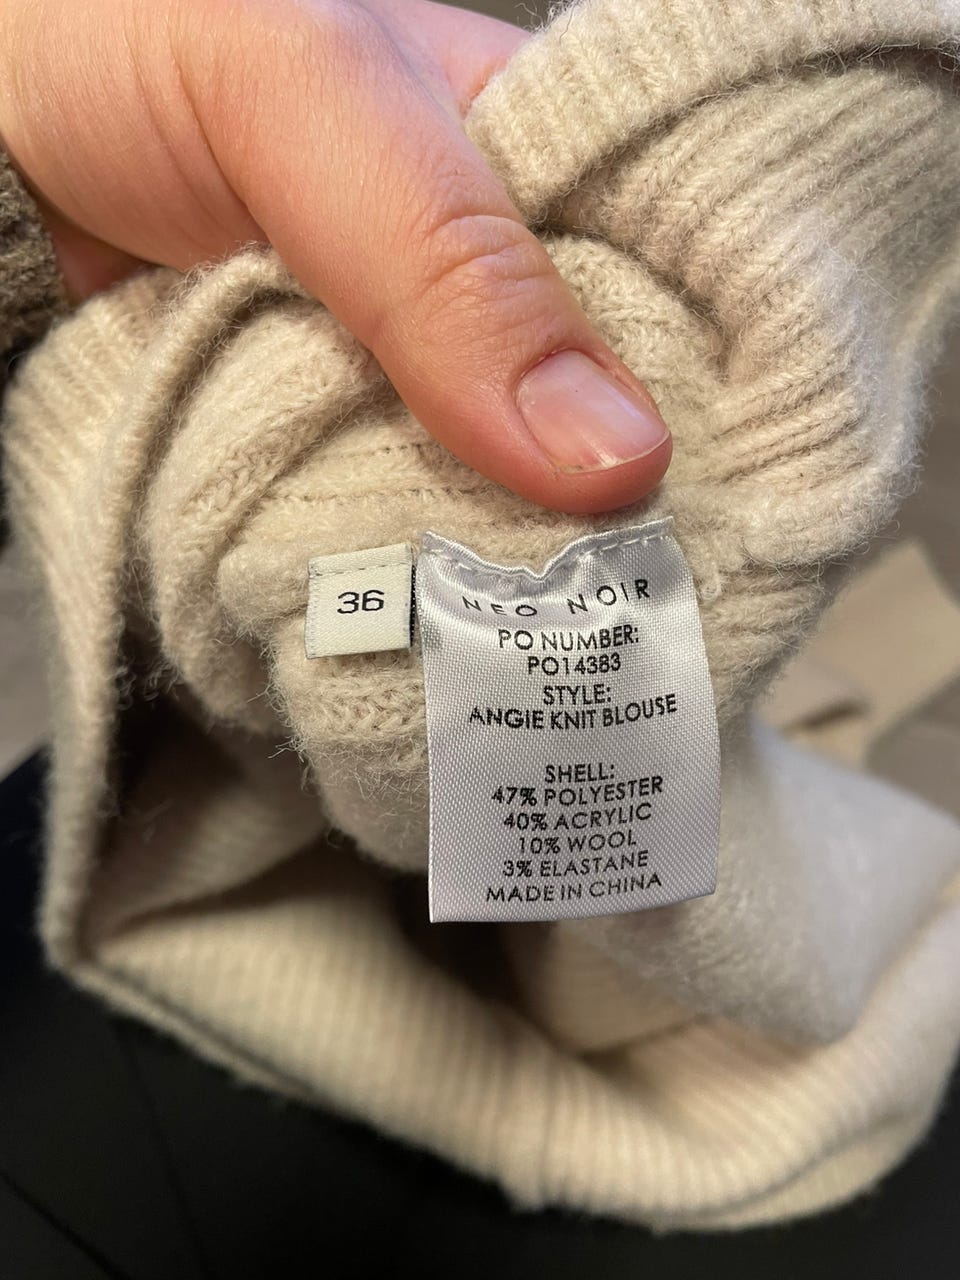 36
NEO NOIR
PO NUMBER:
PO14383
STYLE:
ANGIE KNIT BLOUSE
SHELL:
47% POLYESTER
40% ACRYLIC
10% WOOL
3% ELASTANE
MADE IN CHINA